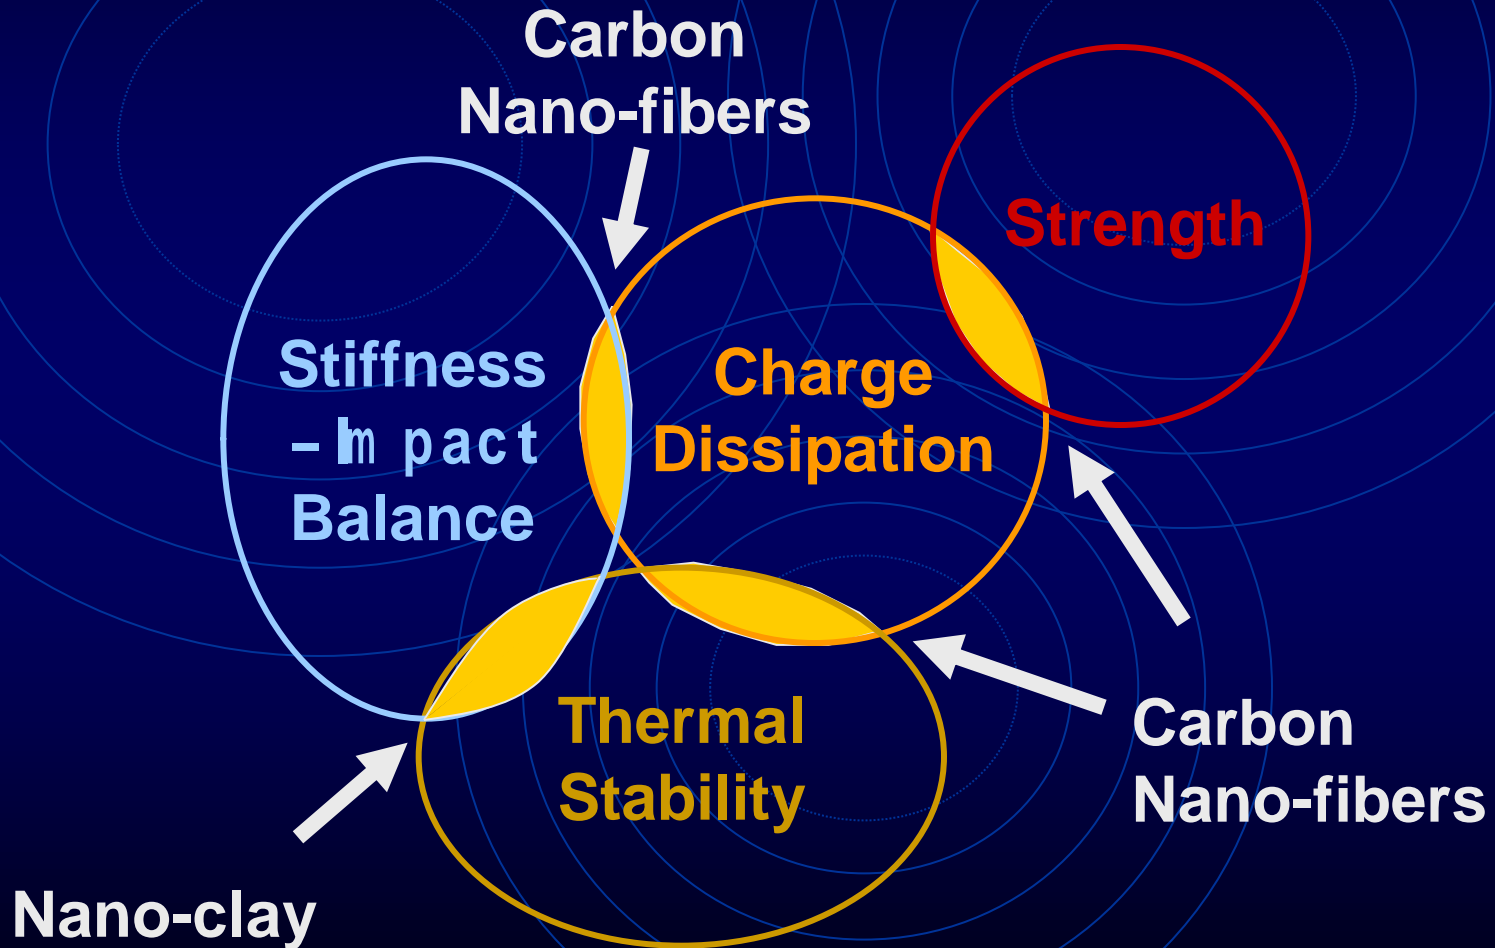 Carbon
Nano-fibers
Strength
Stiffness
– Impact
Balance
Charge
Dissipation
Thermal
Stability
Carbon
Nano-fibers
Nano-clay